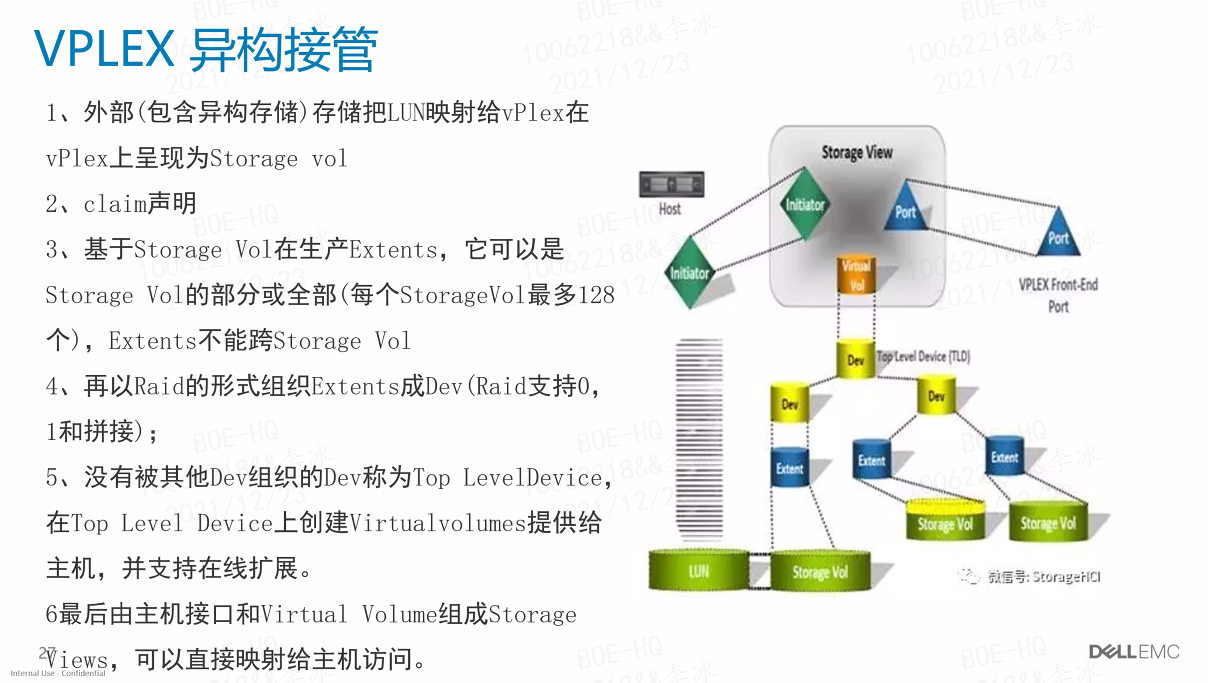 VPLEX 异构接管
1、外部(包含异构存储)存储把LUN映射给vPlex在
vPlex上呈现为Storage vol
2、claim声明
3、基于Storage Vol在生产Extents，它可以是
Storage Vol的部分或全部(每个StorageVol最多128
个)，Extents不能跨Storage Vol
4、再以Raid的形式组织Extents成Dev(Raid支持0，
1和拼接)；
5、没有被其他Dev组织的Dev称为Top LevelDevice，
在Top Level Device上创建Virtualvolumes提供给
主机，并支持在线扩展。
6最后由主机接口和Virtual Volume组成Storage
Views，可以直接映射给主机访问。
Storage View
Host
Initiator
Initiator
Port
Port
Virtual
Vol
VPLEX Front-End
Port
Dev
Top Level Device (TLD)
Dev
Dev
Extent
Extent
Extent
Storage Vol
Storage Vol
LUN
Storage Vol
微信号: StorageHCI
27
Internal Use - Confidential
DELLEMC
BOE-HQ
10062218&&李冰
2021/12/23